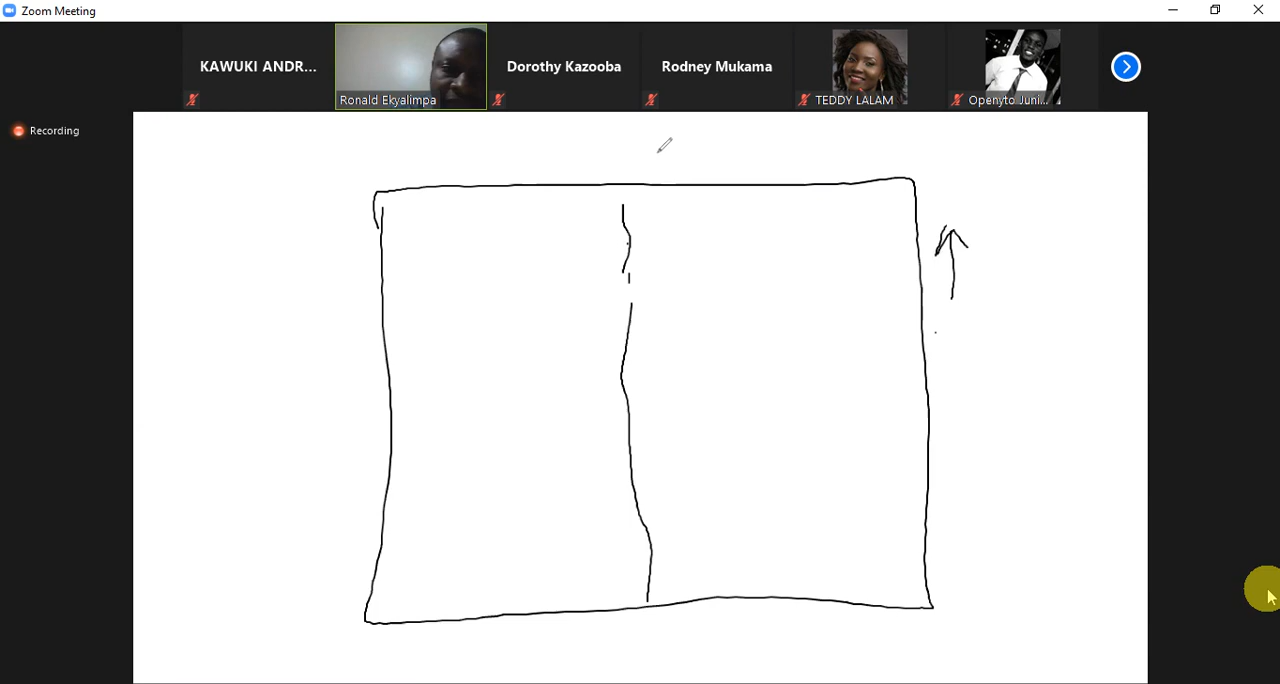 Zoom Meeting
KAWUKI ANDR...
Ronald Ekyalimpa
Dorothy Kazooba
Rodney Mukama
TEDDY LALAM
Openyto Juni...
Recording